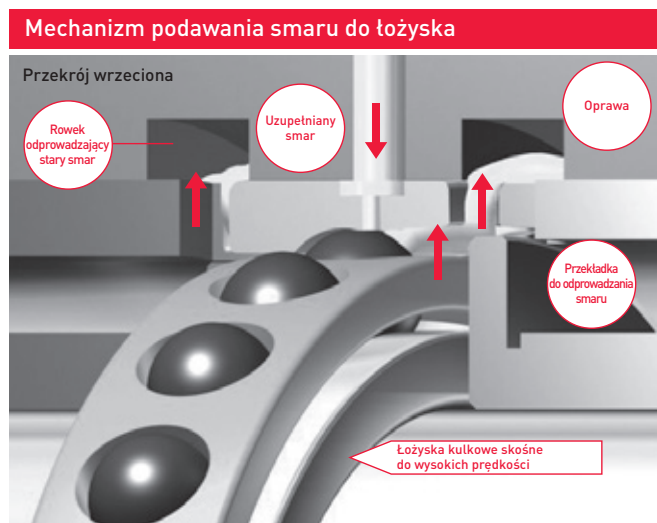 Mechanizm podawania smaru do łożyska
Przekrój wrzeciona
Rowek
odprowadzający
stary smar
Uzupełniany
smar
Oprawa
Przekładka
do odprowadzania
smaru
Łożyska kulkowe skośne
do wysokich prędkości